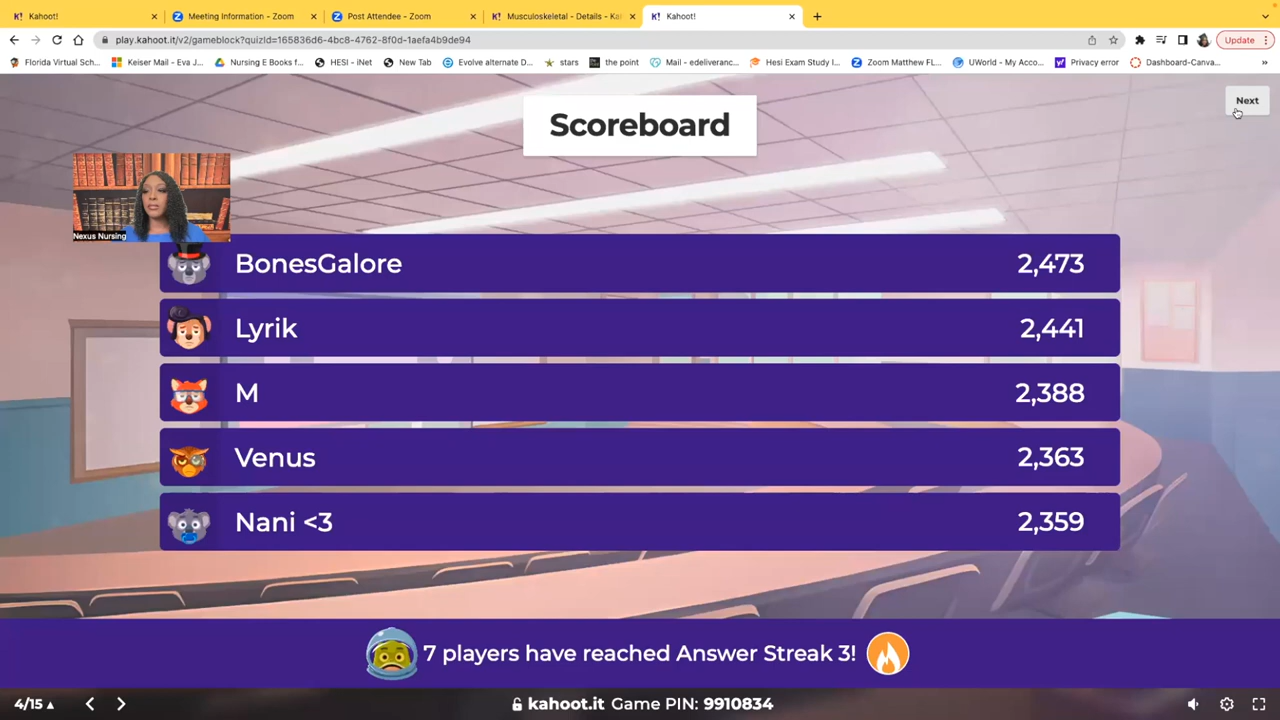 Kahoot!
Meeting Information - Zoom
Post Attendee - Zoom
Musculoskeletal - Details - Ka
Kahoot!
play.kahoot.it/v2/gameblock?quizId=165836d6-4bc8-4762-8f0d-1aefa4b9de94
Update
Florida Virtual Sch...
Keiser Mail - Eva J...
Nursing E Books f...
HESI - iNet
New Tab
Evolve alternate D...
stars
the point
Mail - edeliveranc...
Hesi Exam Study I...
Zoom Matthew FL...
UWorld - My Acco...
Privacy error
Dashboard-Canva...
»
Next
Scoreboard
Nexus Nursing
BonesGalore 2,473
Lyrik 2,441
M 2,388
Venus 2,363
Nani <3 2,359
7 players have reached Answer Streak 3!
4/15
kahoot.it Game PIN: 9910834